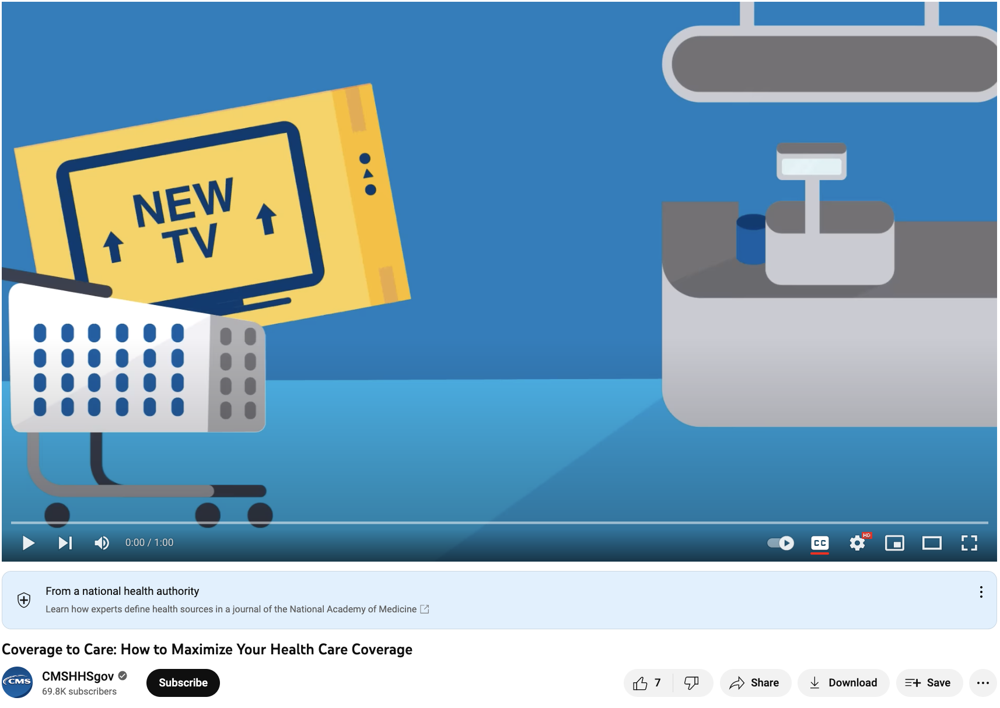 NEW
TV
0:00 / 1:00
CC
HD
From a national health authority
Learn how experts define health sources in a journal of the National Academy of Medicine
Coverage to Care: How to Maximize Your Health Care Coverage
CMS
CMSHHSgov
69.8K subscribers
Subscribe
7
Share
Download
Save